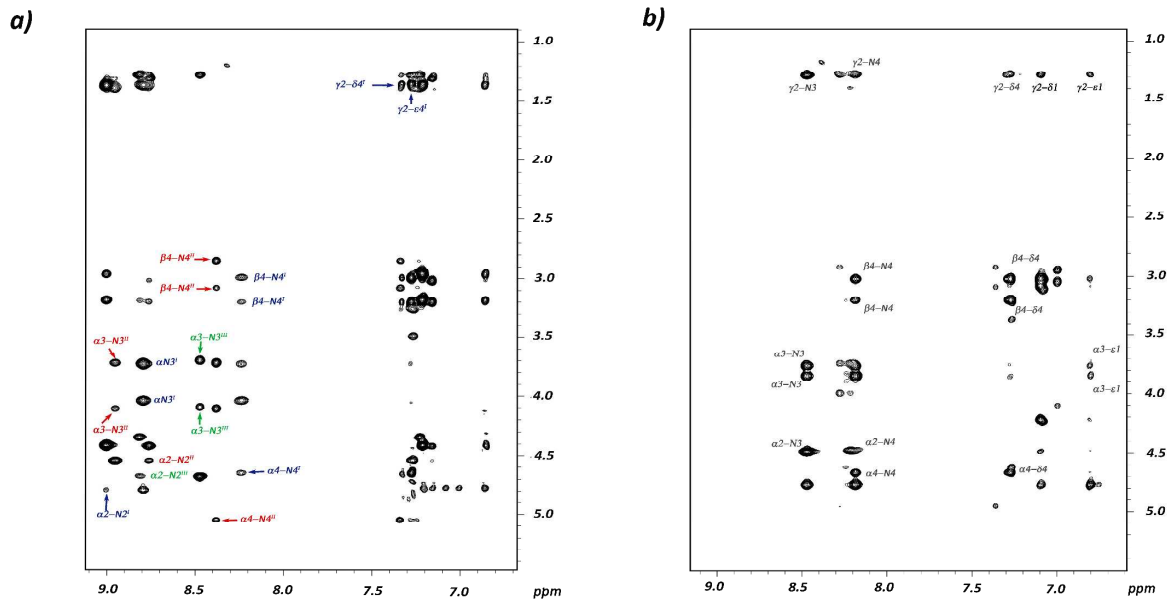 a)
1.0
γ2–δ4ᴵ
1.5
γ2–ε4ᴵ
2.0
2.5
β4–N4ᴵᴵ
β4–N4ᴵ
3.0
β4–N4ᴵᴵ
β4–N4ᴵ
α3–N3ᴵᴵ
α3–N3ᴵᴵᴵ
3.5
αN3ᴵ
αN3ᴵ
4.0
α3–N3ᴵᴵ
α3–N3ᴵᴵᴵ
α2–N2ᴵᴵ
4.5
α2–N2ᴵᴵᴵ
α4–N4ᴵ
α2–N2ᴵ
α4–N4ᴵᴵ
5.0
9.0 8.5 8.0 7.5 7.0 ppm
b)
1.0
γ2–N4
γ2–N3
γ2–δ4 γ2–δ1 γ2–ε1
1.5
2.0
2.5
β4–N4
β4–δ4
3.0
β4–N4
β4–δ4
3.5
α3–N3
α3–ε1
α3–N3
α3–ε1
4.0
α2–N3
α2–N4
4.5
α4–N4
α4–δ4
5.0
9.0 8.5 8.0 7.5 7.0 ppm